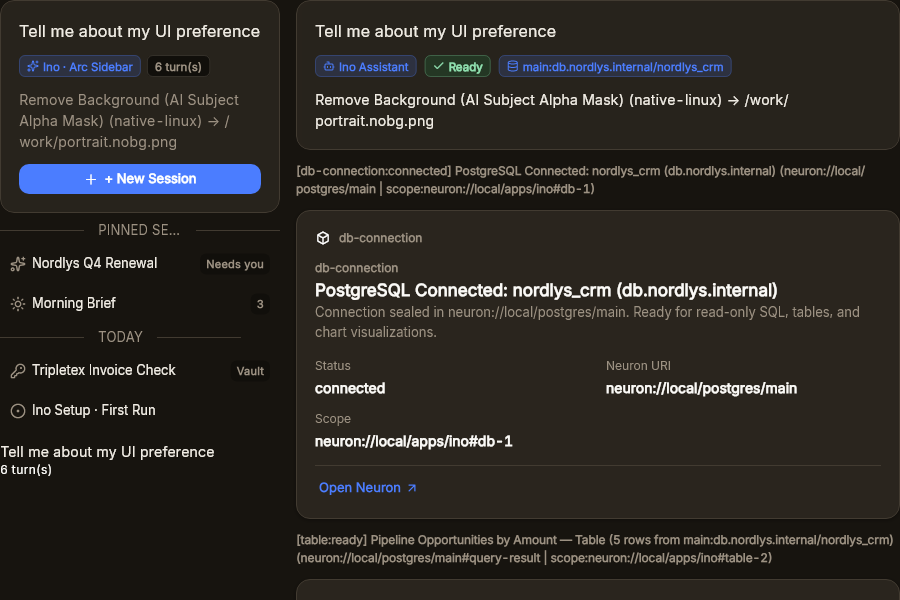 Tell me about my UI preference
Ino · Arc Sidebar
6 turn(s)
Remove Background (AI Subject
Alpha Mask) (native-linux) → /
work/portrait.nobg.png
+ + New Session
PINNED SE...
Nordlys Q4 Renewal
Needs you
Morning Brief
3
TODAY
Tripletex Invoice Check
Vault
Ino Setup · First Run
Tell me about my UI preference
6 turn(s)
Tell me about my UI preference
Ino Assistant
Ready
main:db.nordlys.internal/nordlys_crm
Remove Background (AI Subject Alpha Mask) (native-linux) → /work/
portrait.nobg.png
[db-connection:connected] PostgreSQL Connected: nordlys_crm (db.nordlys.internal) (neuron://local/
postgres/main | scope:neuron://local/apps/ino#db-1)
db-connection
db-connection
PostgreSQL Connected: nordlys_crm (db.nordlys.internal)
Connection sealed in neuron://local/postgres/main. Ready for read-only SQL, tables, and
chart visualizations.
Status
Neuron URI
connected
neuron://local/postgres/main
Scope
neuron://local/apps/ino#db-1
Open Neuron ↗
[table:ready] Pipeline Opportunities by Amount — Table (5 rows from main:db.nordlys.internal/nordlys_crm)
(neuron://local/postgres/main#query-result | scope:neuron://local/apps/ino#table-2)